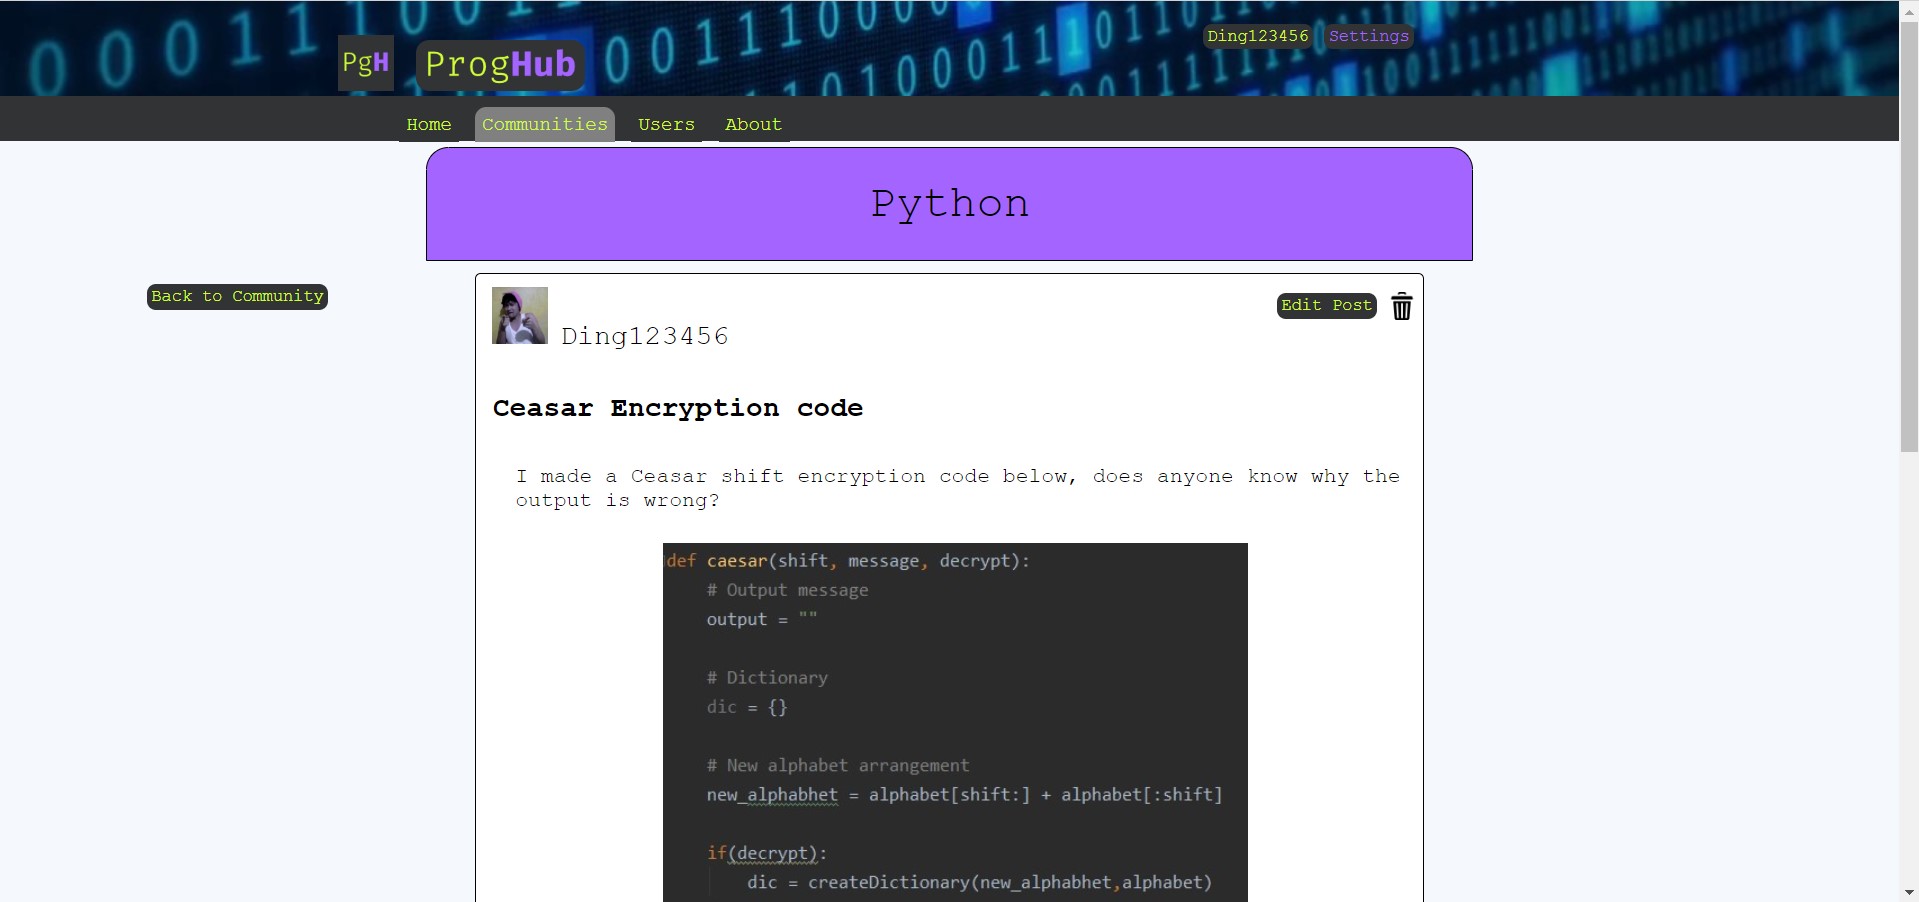 PgH ProgHub
Ding123456 Settings
Home Communities Users About
Python
Back to Community
Ding123456
Edit Post
Ceasar Encryption code
I made a Ceasar shift encryption code below, does anyone know why the
output is wrong?
def caesar(shift, message, decrypt):
# Output message
output = ""
# Dictionary
dic = {}
# New alphabet arrangement
new_alphabhet = alphabet[shift:] + alphabet[:shift]
if(decrypt):
dic = createDictionary(new_alphabhet,alphabet)